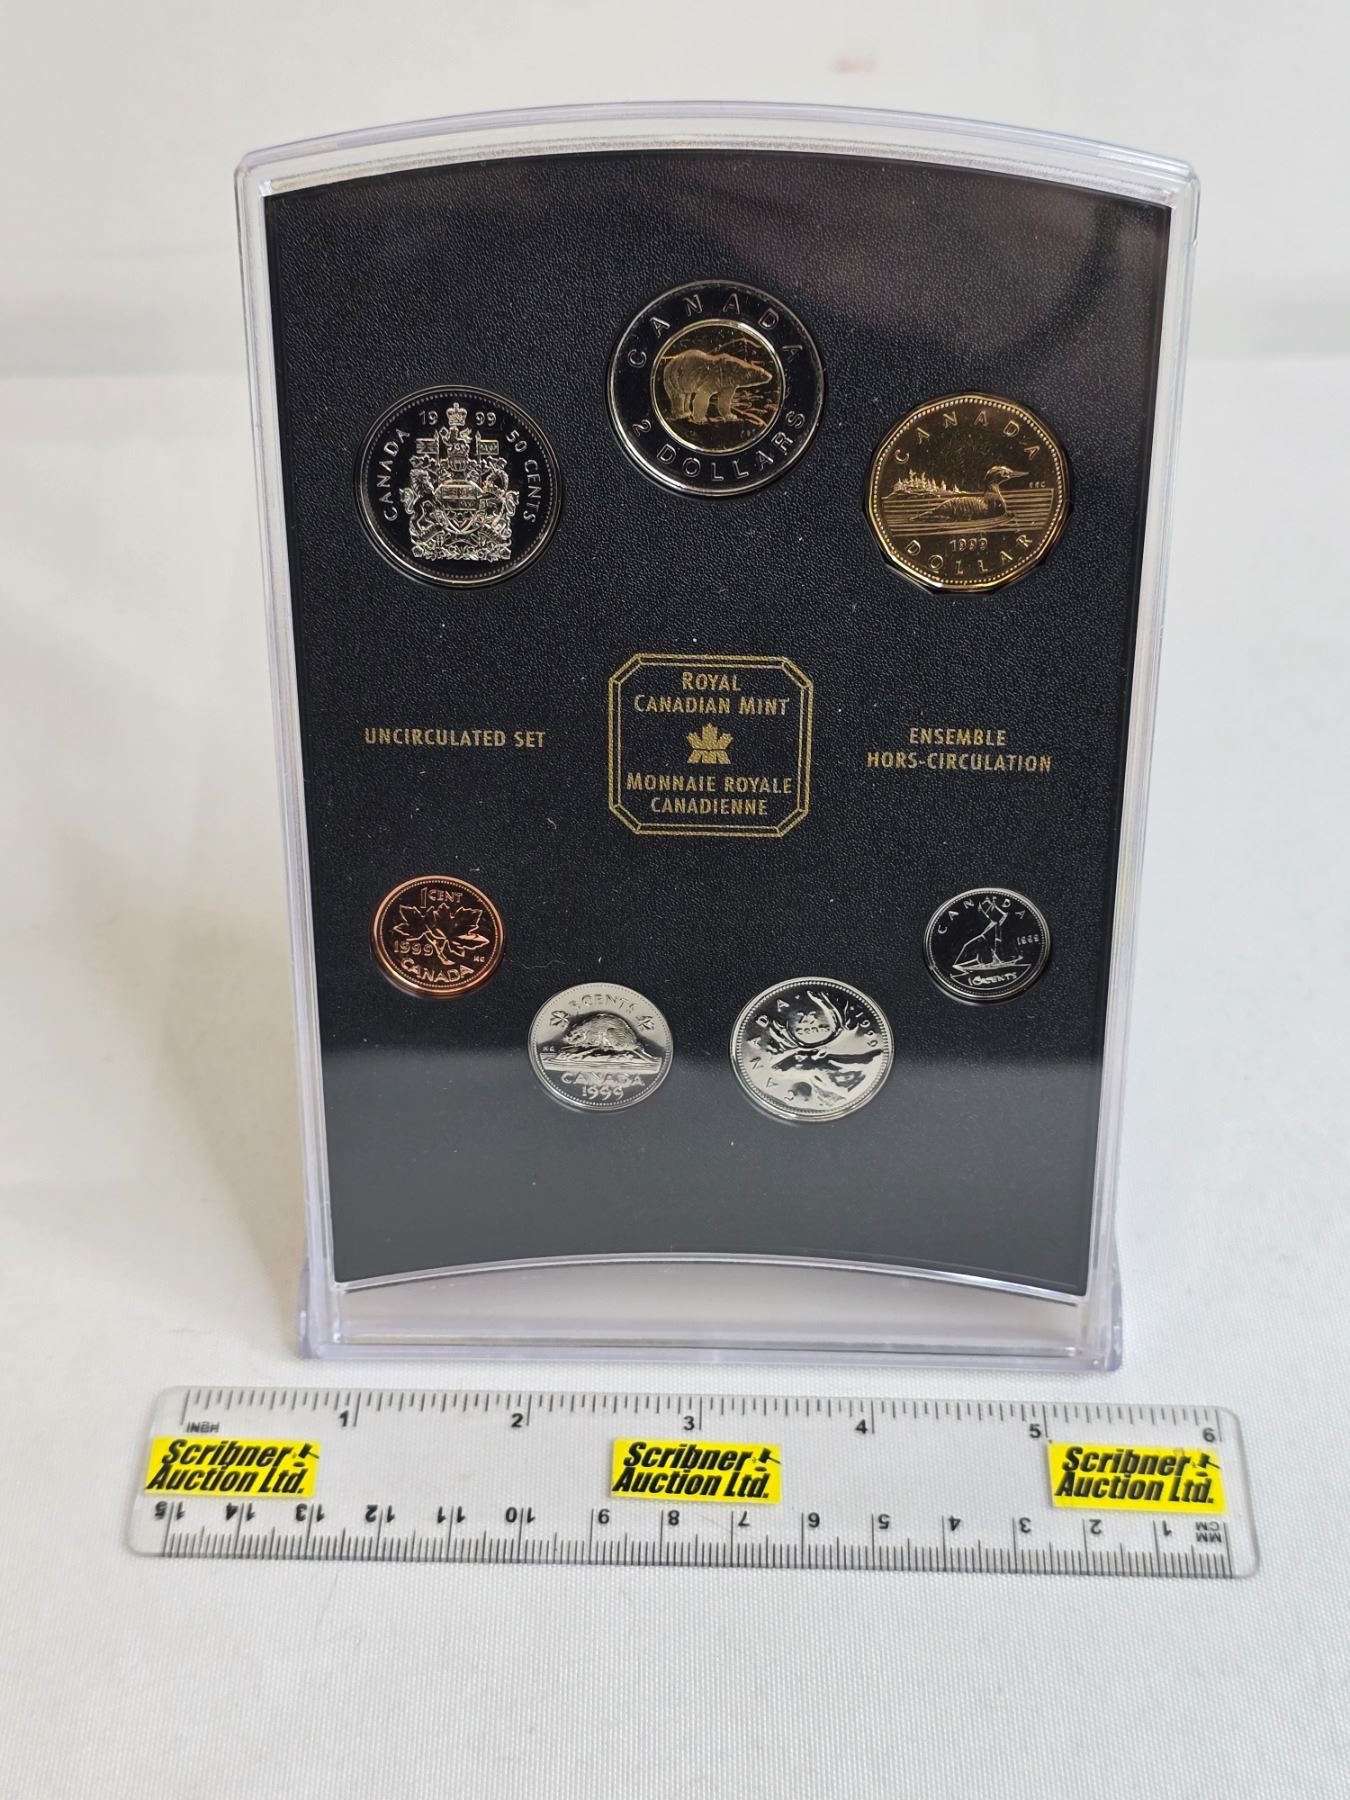 CANADA
2 DOLLARS
CANADA 1999 50 CENTS
CANADA
1999
DOLLAR
ROYAL
CANADIAN MINT
UNCIRCULATED SET
ENSEMBLE
HORS-CIRCULATION
MONNAIE ROYALE
CANADIENNE
1 CENT
1999
CANADA
CANADA
1999
10 CENTS
5 CENTS
CANADA
1999
CANADA
25
CENTS
1999
1 2 3 4 5 6
INCH
Scribner
Auction Ltd.
Scribner
Auction Ltd.
Scribner
Auction Ltd.
15 14 13 12 11 10 9 8 7 6 5 4 3 2 1
CM
MM